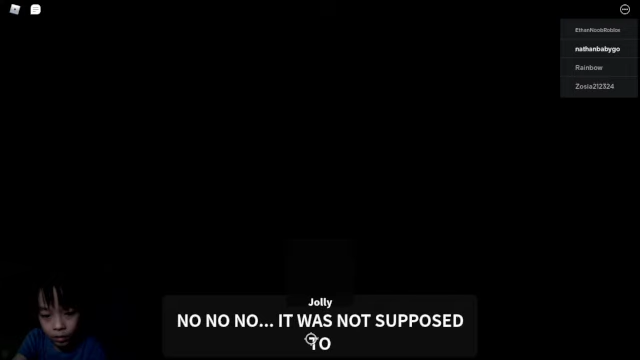 EthanNoobRoblox
nathanbabygo
Rainbow
Zosia212324
Jolly
NO NO NO... IT WAS NOT SUPPOSED
TO